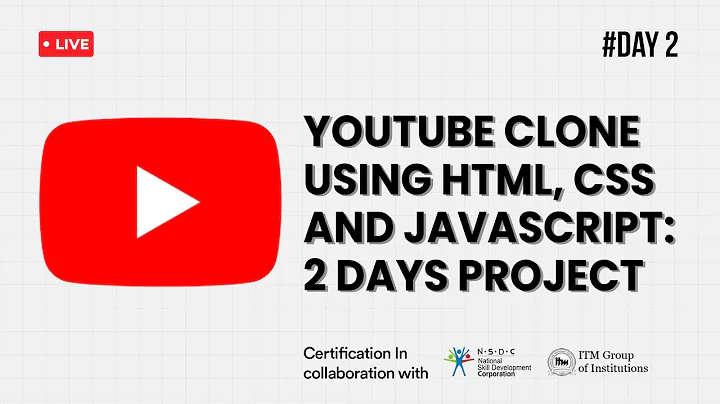 LIVE
#DAY 2
YOUTUBE CLONE
USING HTML, CSS
AND JAVASCRIPT:
2 DAYS PROJECT
Certification In
collaboration with
N·S·D·C
National
Skill Development
Corporation
itm
ITM Group
of Institutions